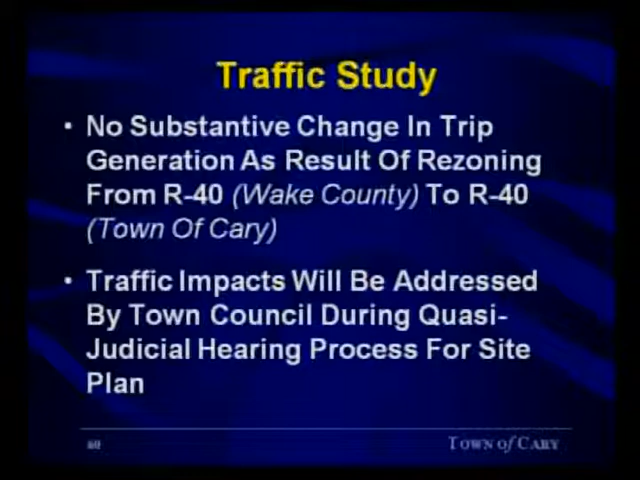 Traffic Study
• No Substantive Change In Trip
Generation As Result Of Rezoning
From R-40 (Wake County) To R-40
(Town Of Cary)
• Traffic Impacts Will Be Addressed
By Town Council During Quasi-
Judicial Hearing Process For Site
Plan
TOWN of CARY